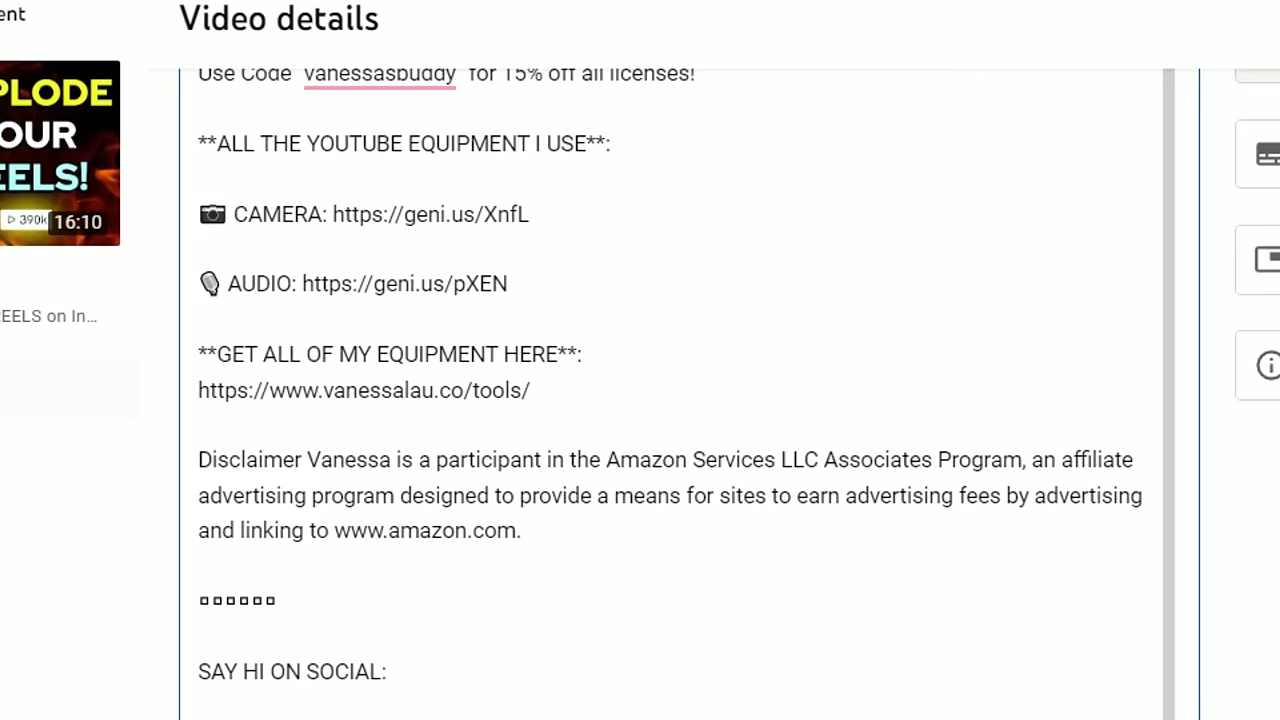 ent
Video details
PLODE
OUR
EELS!
390k
16:10
EELS on In...
Use Code "vanessasbuddy" for 15% off all licenses!
**ALL THE YOUTUBE EQUIPMENT I USE**:
📷 CAMERA: https://geni.us/XnfL
🎙 AUDIO: https://geni.us/pXEN
**GET ALL OF MY EQUIPMENT HERE**:
https://www.vanessalau.co/tools/
Disclaimer Vanessa is a participant in the Amazon Services LLC Associates Program, an affiliate
advertising program designed to provide a means for sites to earn advertising fees by advertising
and linking to www.amazon.com.
▫▫▫▫▫▫
SAY HI ON SOCIAL: